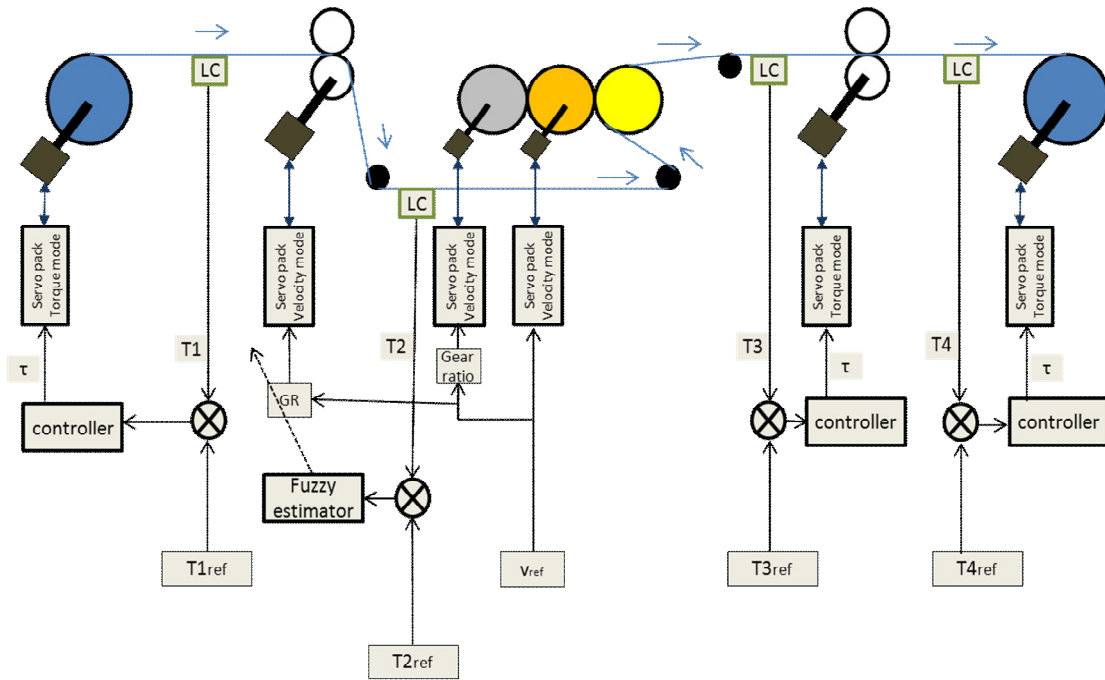 LC
LC
LC
LC
Servo pack
Torque mode
Servo pack
Velocity mode
Servo pack
Velocity mode
Servo pack
Velocity mode
Servo pack
Torque mode
Servo pack
Torque mode
T1
T2
T3
T4
τ
τ
τ
Gear
ratio
GR
controller
controller
controller
Fuzzy
estimator
T1ref
vref
T3ref
T4ref
T2ref